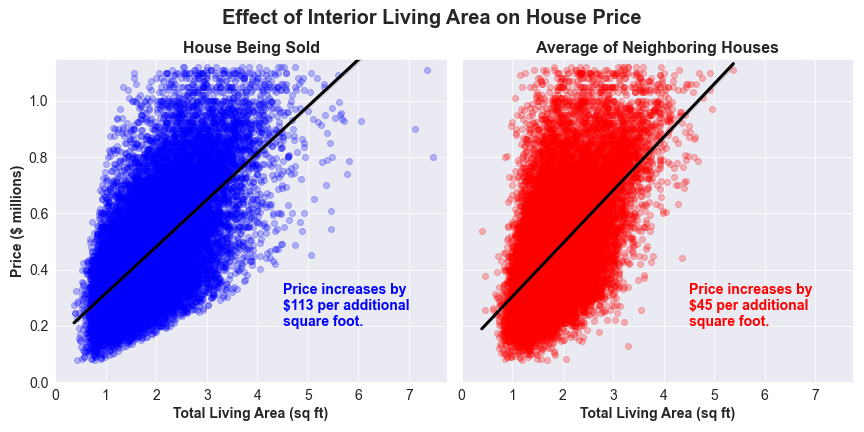 Effect of Interior Living Area on House Price
House Being Sold
Average of Neighboring Houses
Price ($ millions)
1.0
0.8
0.6
0.4
0.2
0.0
Price increases by
$113 per additional
square foot.
Price increases by
$45 per additional
square foot.
0 1 2 3 4 5 6 7
0 1 2 3 4 5 6 7
Total Living Area (sq ft)
Total Living Area (sq ft)